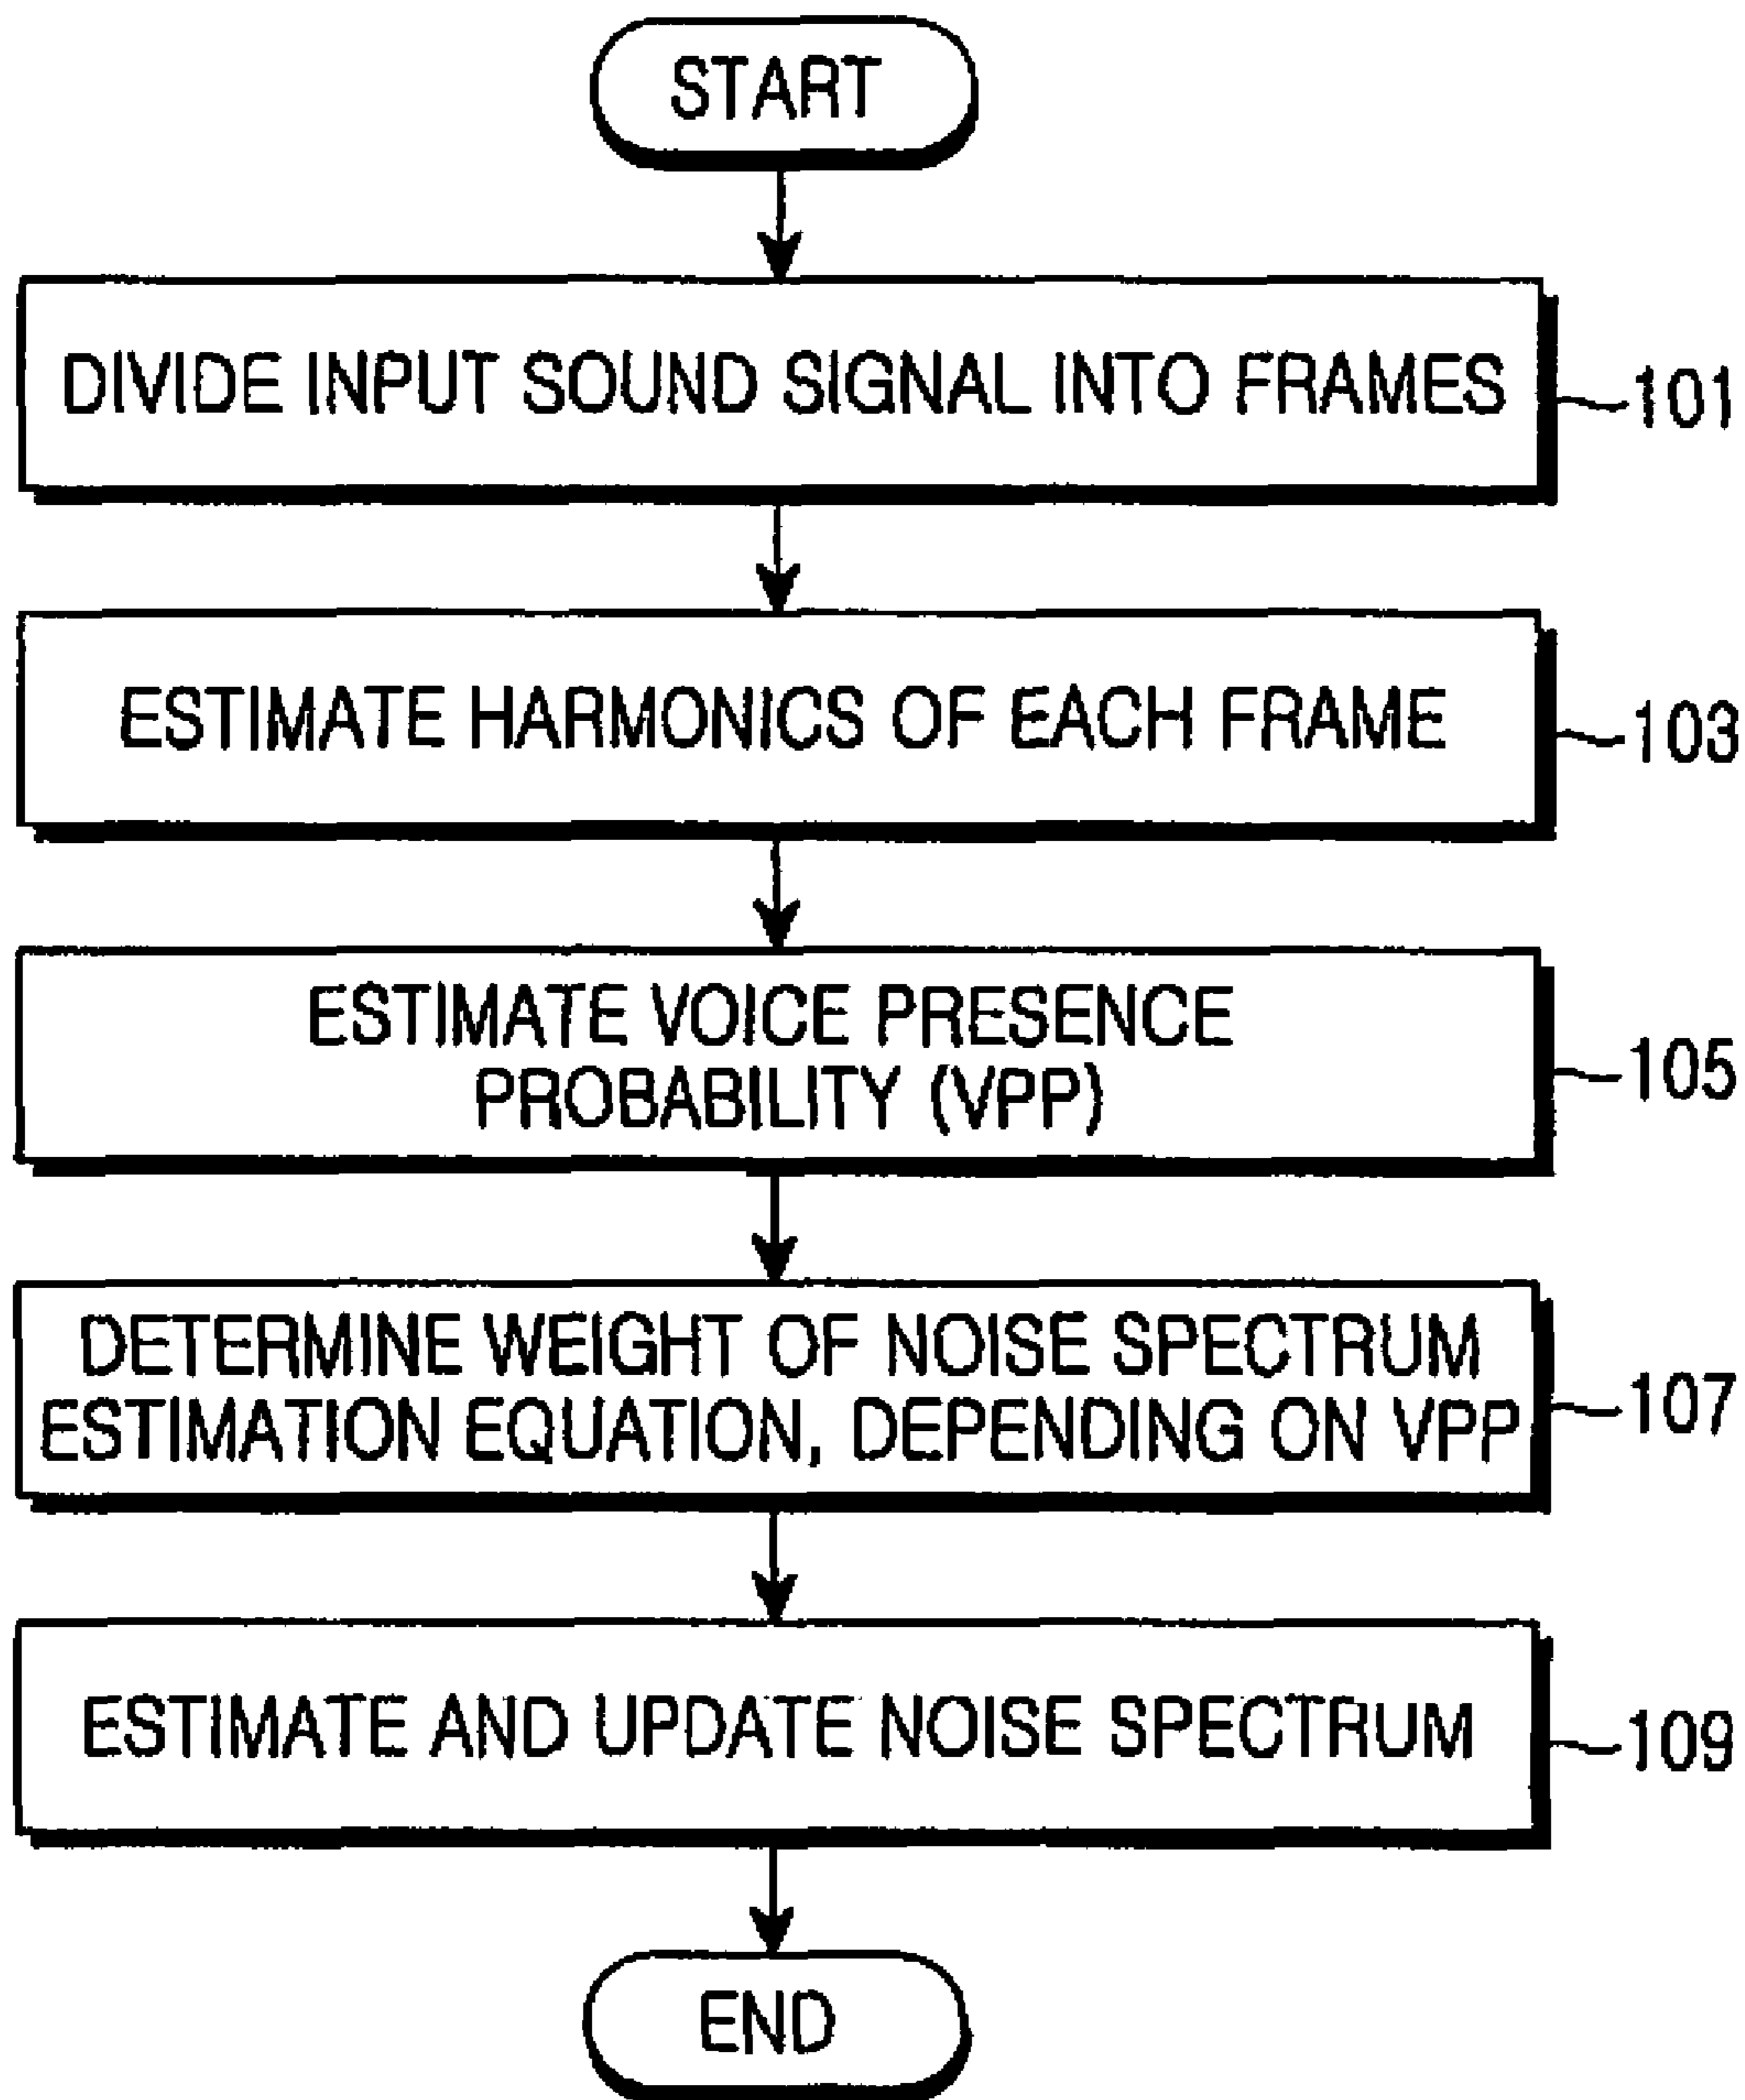 START
DIVIDE INPUT SOUND SIGNAL INTO FRAMES
101
ESTIMATE HARMONICS OF EACH FRAME
103
ESTIMATE VOICE PRESENCE
PROBABILITY (VPP)
105
DETERMINE WEIGHT OF NOISE SPECTRUM
ESTIMATION EQUATION, DEPENDING ON VPP
107
ESTIMATE AND UPDATE NOISE SPECTRUM
109
END